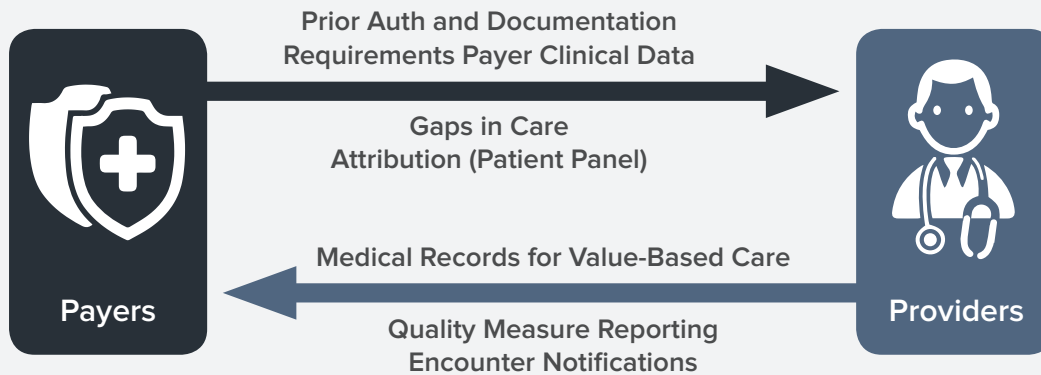 Prior Auth and Documentation
Requirements Payer Clinical Data
Gaps in Care
Attribution (Patient Panel)
Medical Records for Value-Based Care
Quality Measure Reporting
Encounter Notifications
Payers
Providers